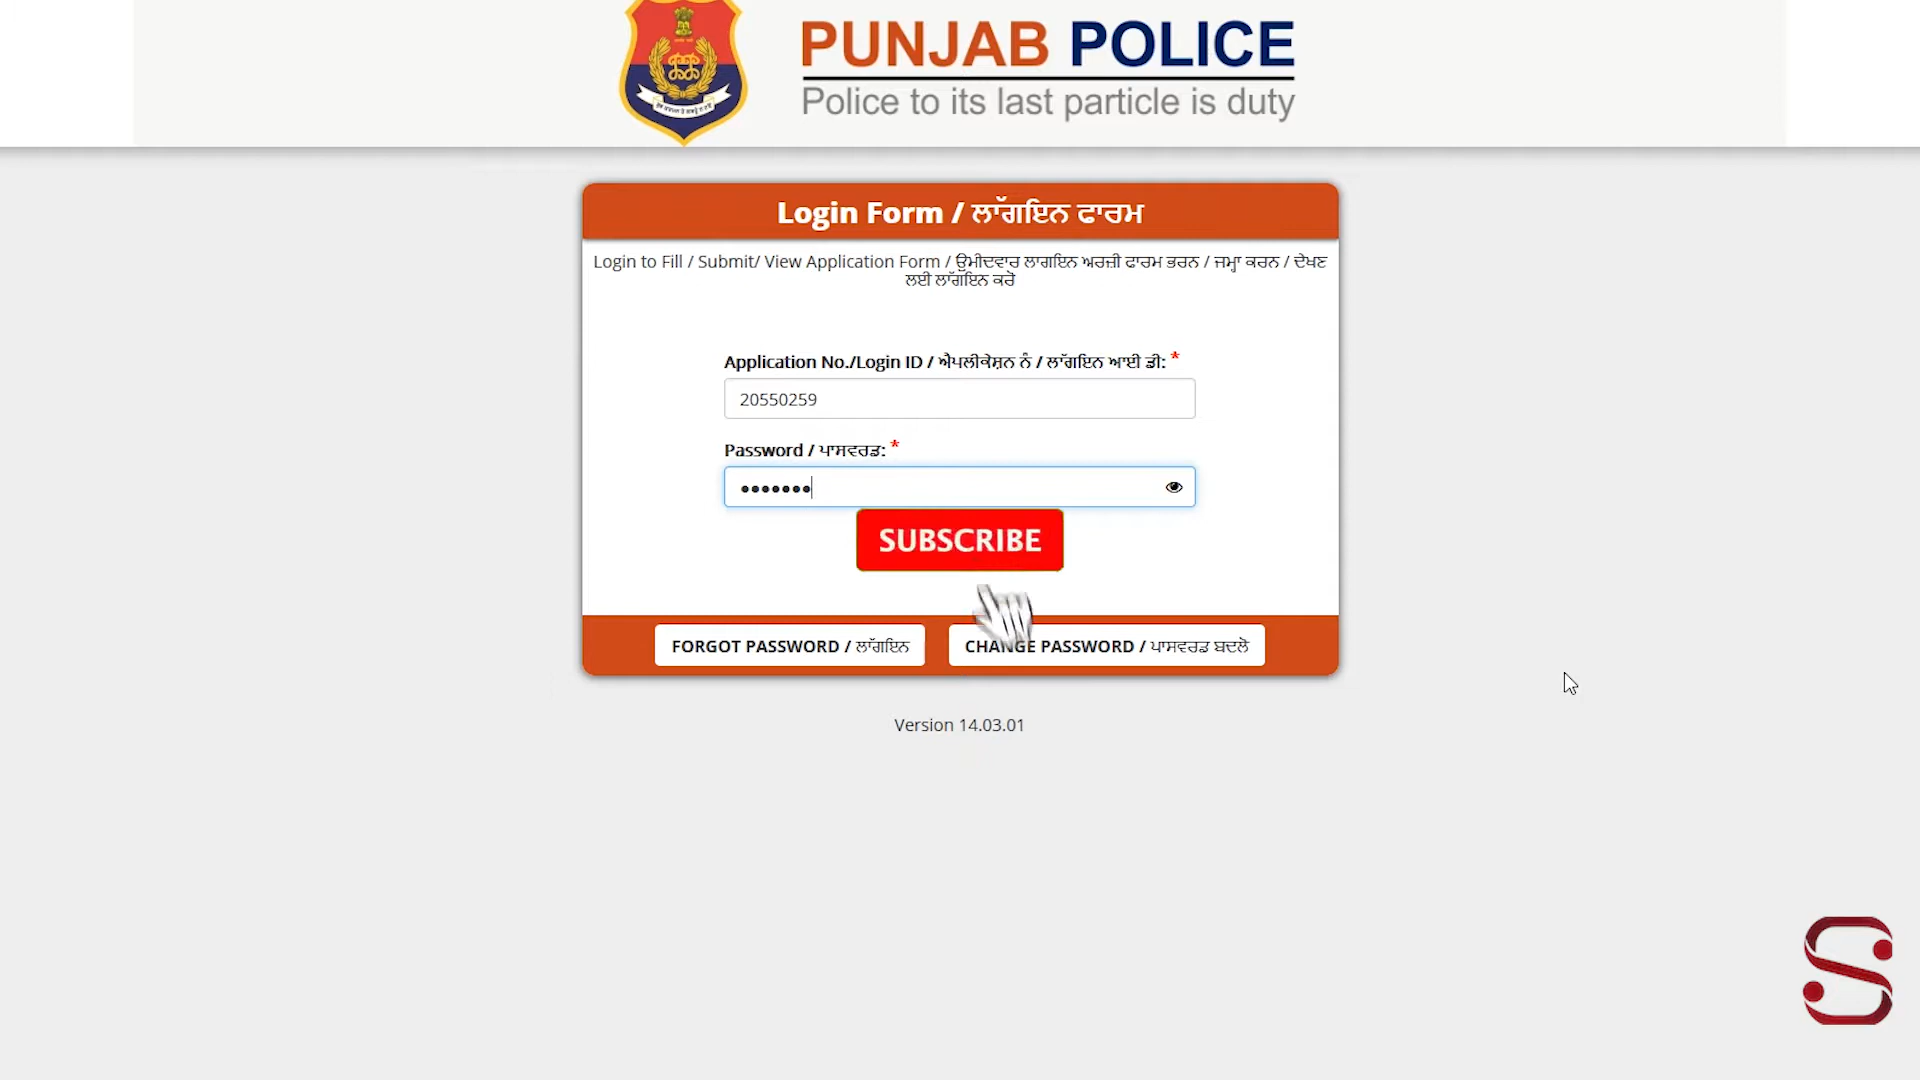 PUNJAB POLICE
Police to its last particle is duty
Login Form / ਲਾੱਗਇਨ ਫਾਰਮ
Login to Fill / Submit/ View Application Form / ਉਮੀਦਵਾਰ ਲਾਗਇਨ ਅਰਜ਼ੀ ਫਾਰਮ ਭਰਨ / ਜਮ੍ਹਾ ਕਰਨ / ਦੇਖਣ
ਲਈ ਲਾੱਗਇਨ ਕਰੋ
Application No./Login ID / ਐਪਲੀਕੇਸ਼ਨ ਨੰ / ਲਾੱਗਇਨ ਆਈ ਡੀ: *
20550259
Password / ਪਾਸਵਰਡ: *
•••••••
SUBSCRIBE
FORGOT PASSWORD / ਲਾੱਗਇਨ
CHANGE PASSWORD / ਪਾਸਵਰਡ ਬਦਲੋ
Version 14.03.01